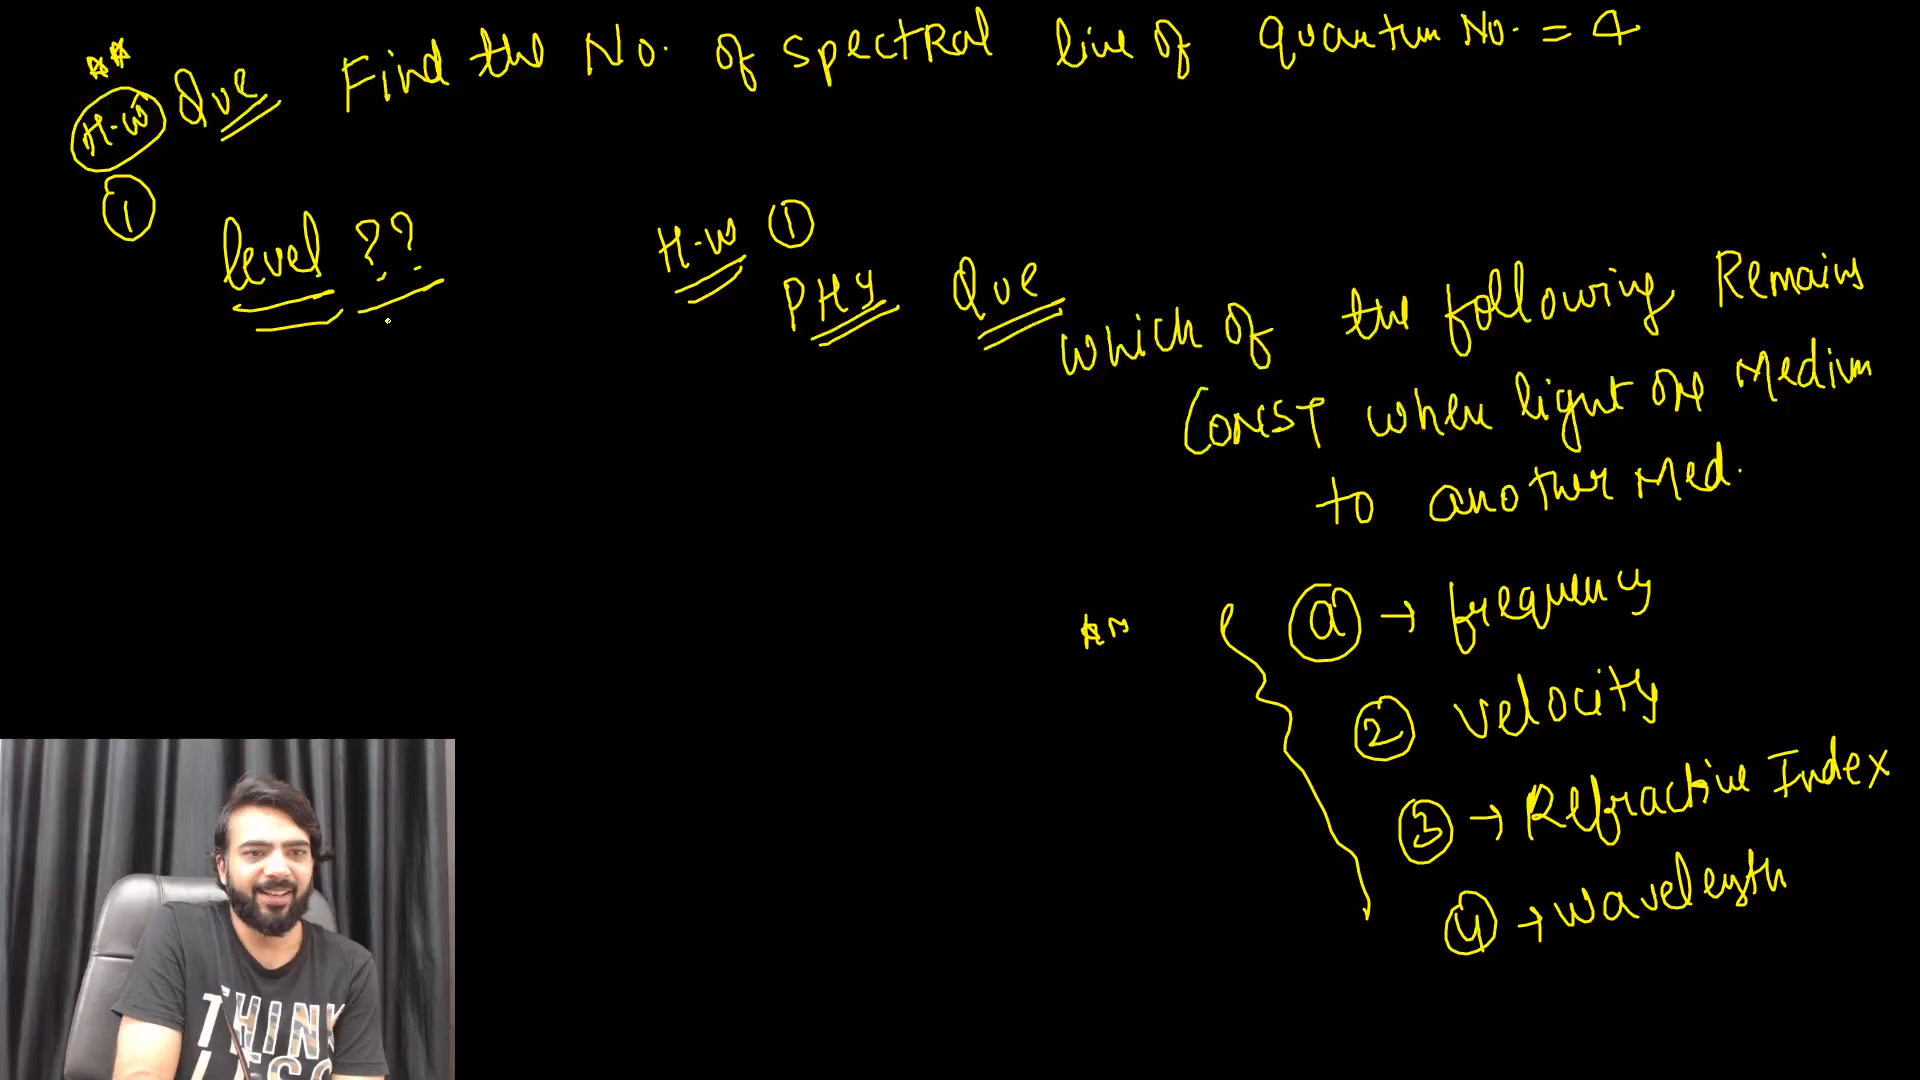 H.W Que Find the No. of spectral line of quantum No. = 4
1
level ??
H.W 1
PHY Que which of the following Remains
Const when light one Medium
to another Med.
a → frequency
2 velocity
3 → Refractive Index
4 → wavelength
THINK